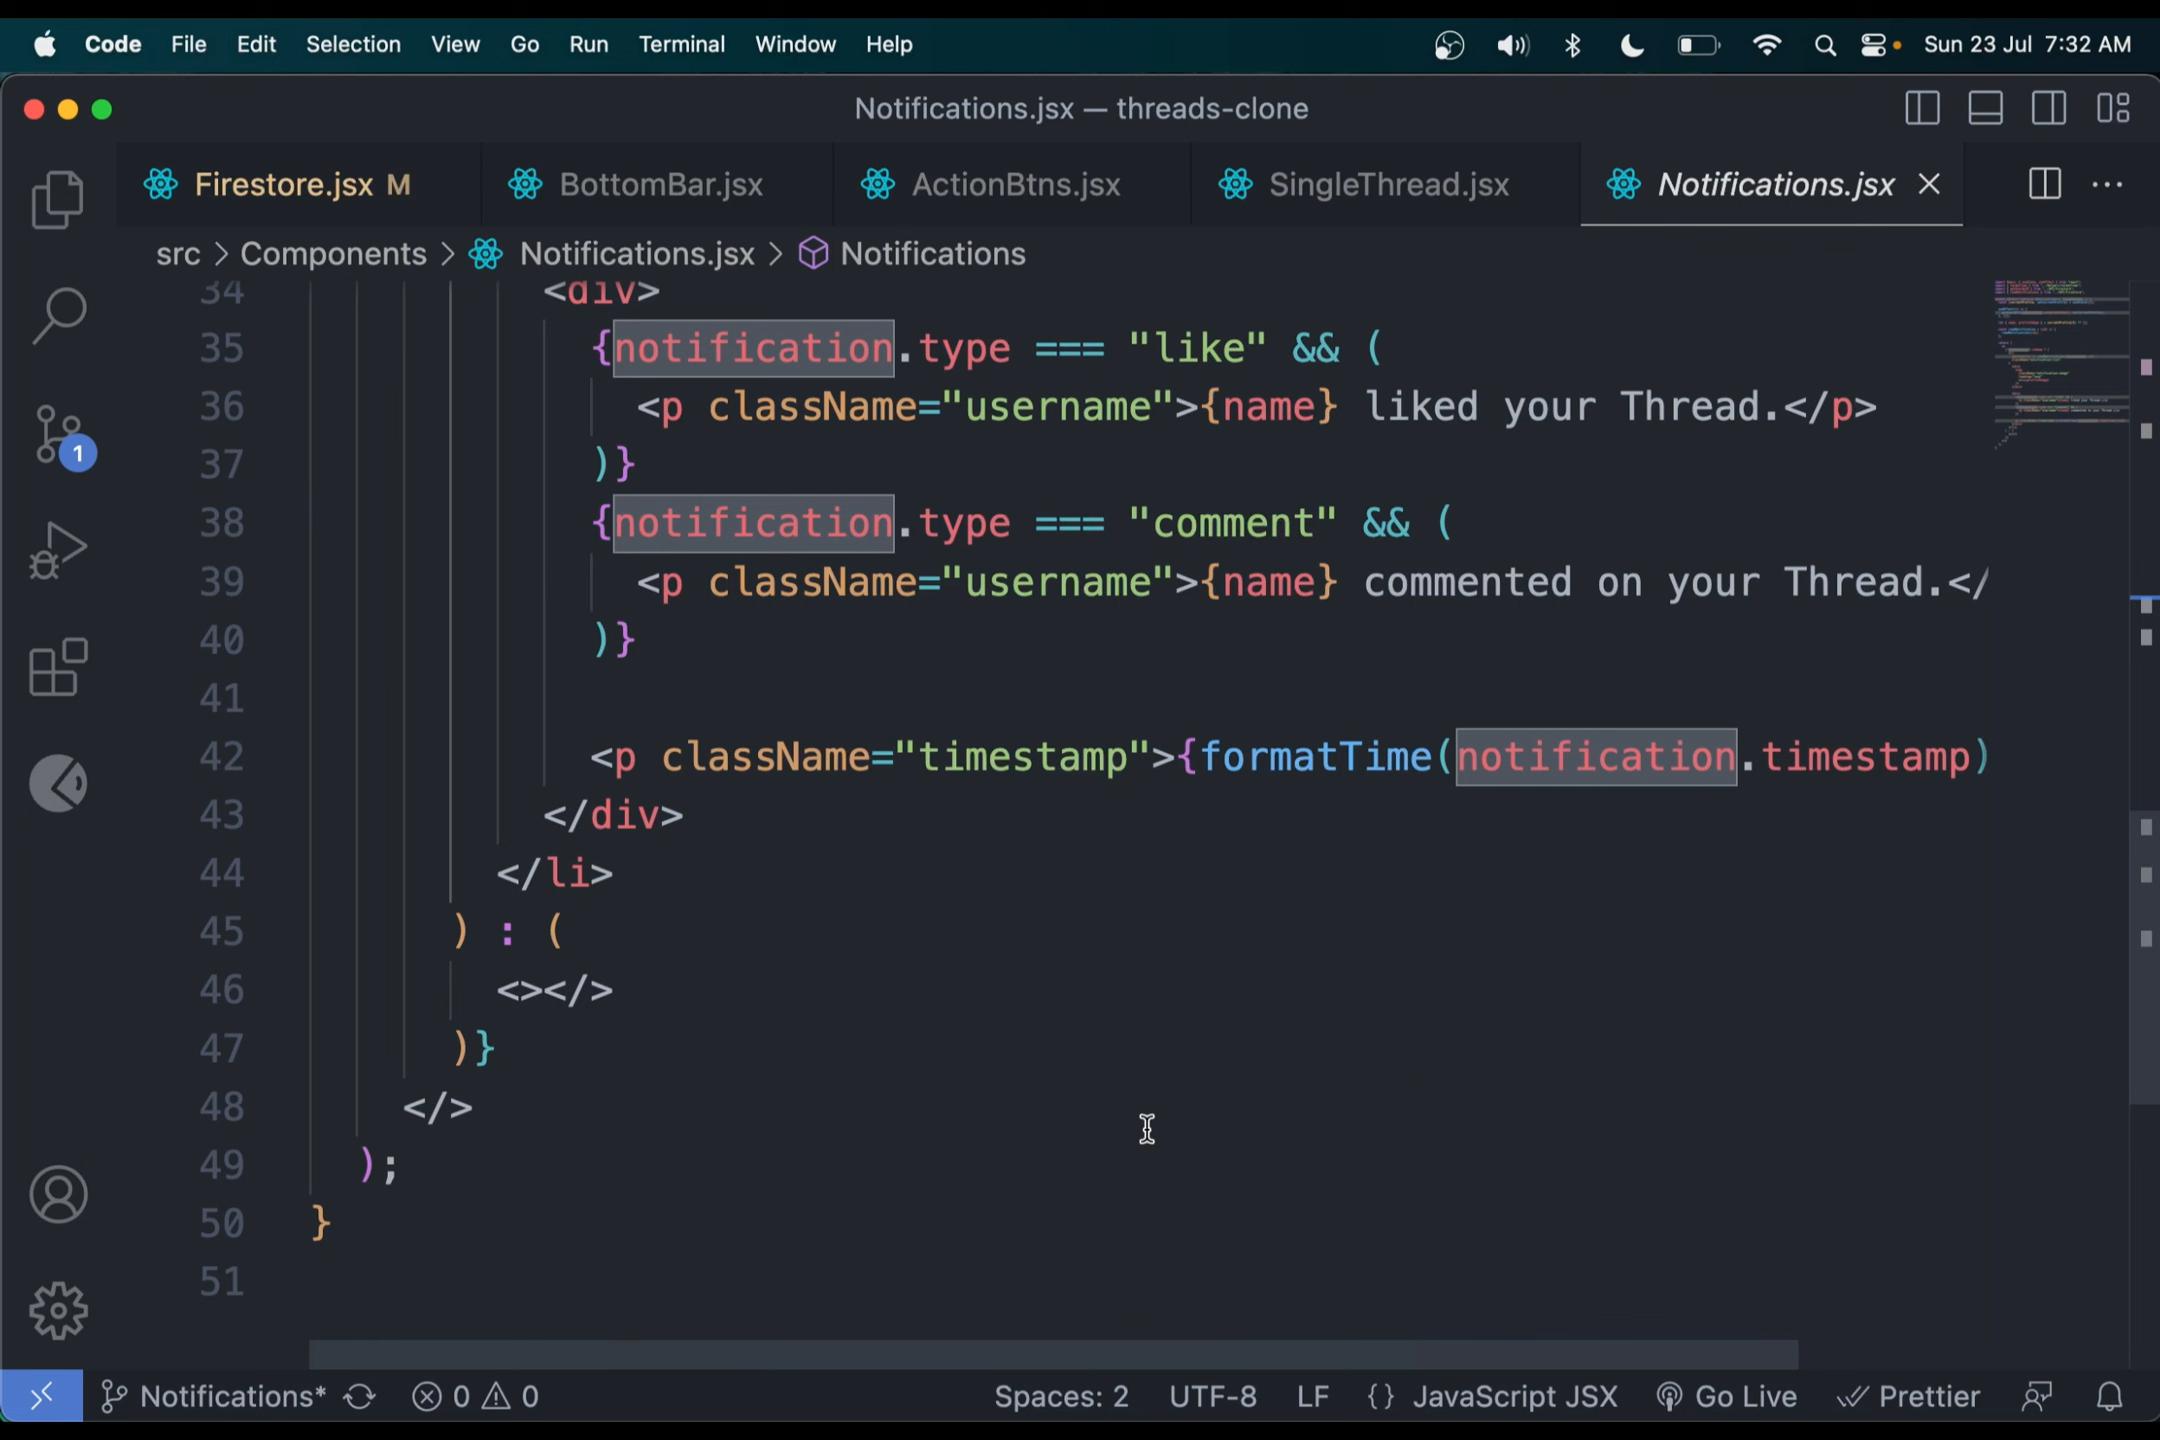 Code File Edit Selection View Go Run Terminal Window Help Sun 23 Jul 7:32 AM
Notifications.jsx — threads-clone
Firestore.jsx M BottomBar.jsx ActionBtns.jsx SingleThread.jsx Notifications.jsx
src > Components > Notifications.jsx > Notifications
34 <div>
35 {notification.type === "like" && (
36 <p className="username">{name} liked your Thread.</p>
37 )}
38 {notification.type === "comment" && (
39 <p className="username">{name} commented on your Thread.</
40 )}
41
42 <p className="timestamp">{formatTime(notification.timestamp)
43 </div>
44 </li>
45 ) : (
46 <></>
47 )}
48 </>
49 );
50 }
51
1
Notifications* 0 0 Spaces: 2 UTF-8 LF {} JavaScript JSX Go Live Prettier